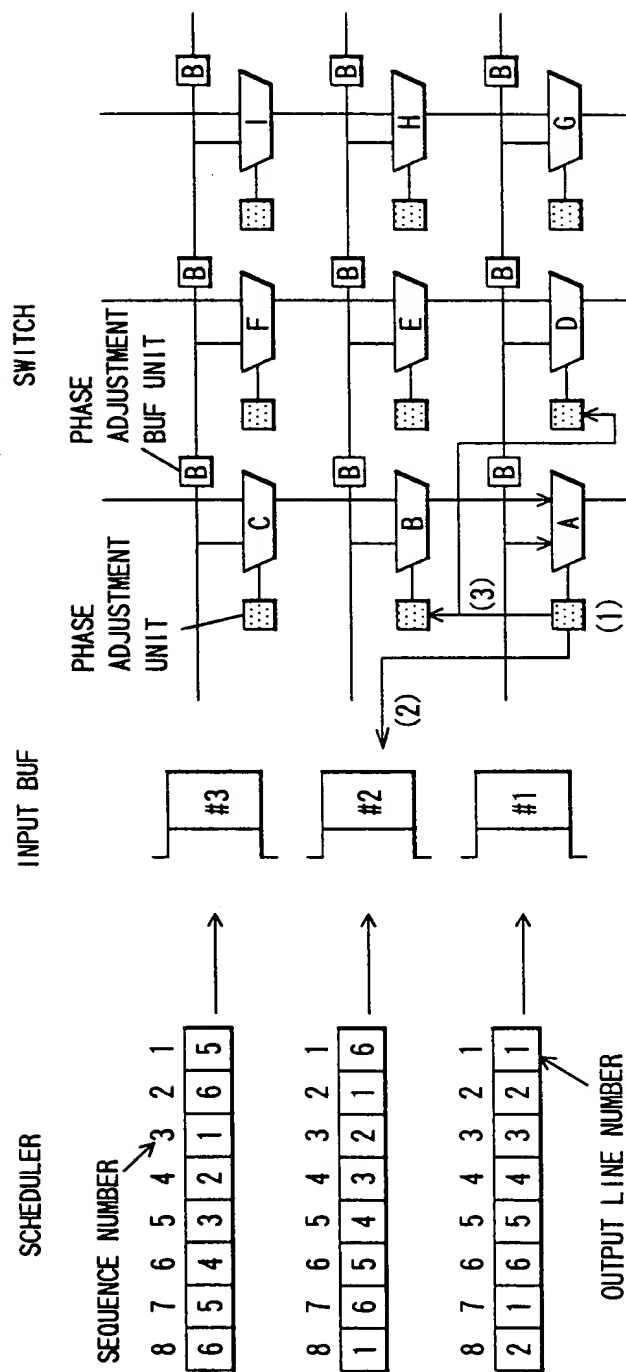 SCHEDULER
INPUT BUF
SWITCH
SEQUENCE NUMBER
PHASE
ADJUSTMENT
UNIT
PHASE
ADJUSTMENT
BUF UNIT
8 7 6 5 4 3 2 1
6 5 4 3 2 1 6 5
#3
B B B
C F I
8 7 6 5 4 3 2 1
1 6 5 4 3 2 1 6
#2
B B B
B E H
(2)
(3)
8 7 6 5 4 3 2 1
2 1 6 5 4 3 2 1
#1
B B B
A D G
(1)
OUTPUT LINE NUMBER